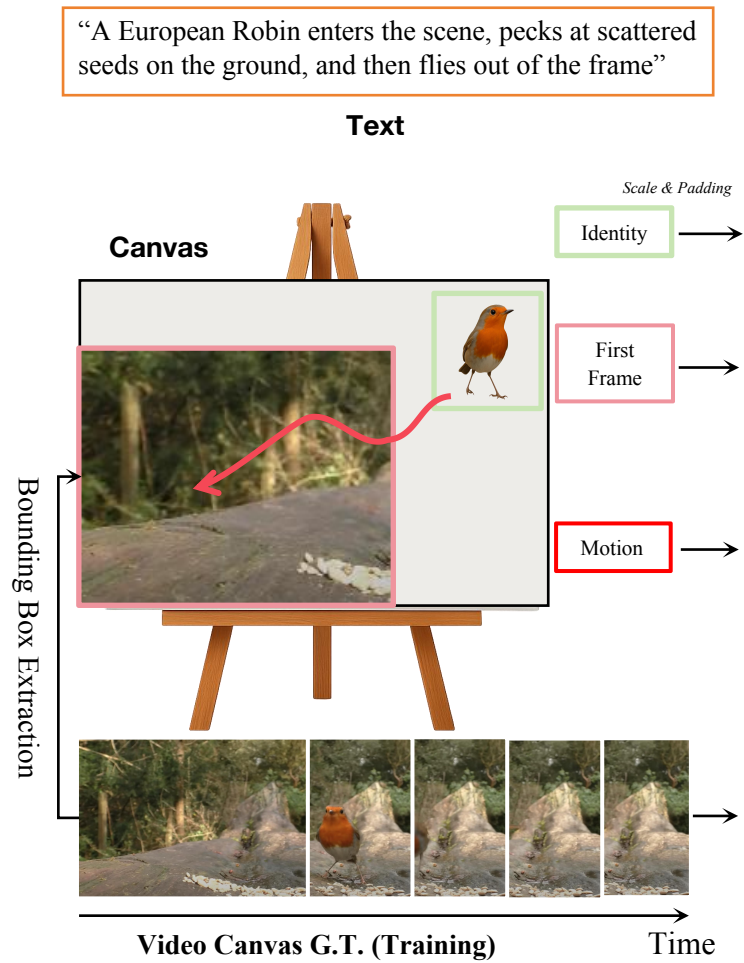 “A European Robin enters the scene, pecks at scattered
seeds on the ground, and then flies out of the frame”
Text
Scale & Padding
Identity
Canvas
First
Frame
Motion
Bounding Box Extraction
Video Canvas G.T. (Training)
Time